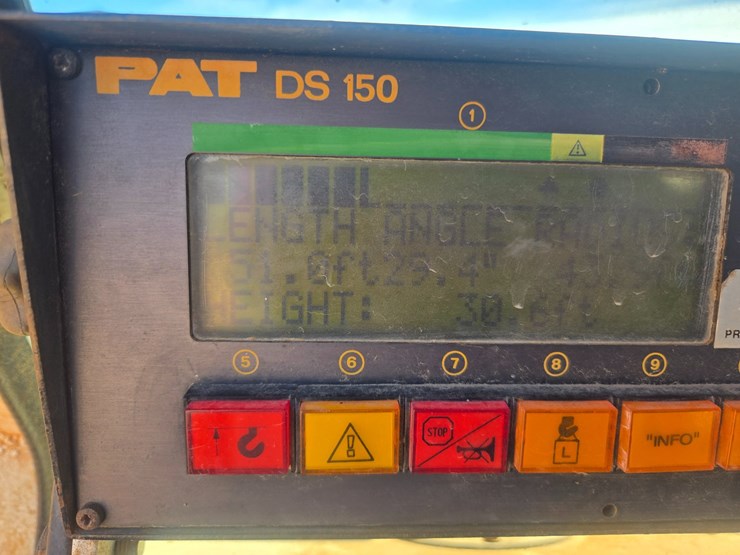 PAT DS 150
1
LENGTH ANGLE RADIUS
51.0ft 29.4°
HEIGHT: 30.6ft
5 6 7 8 9
STOP
L
"INFO"
PR